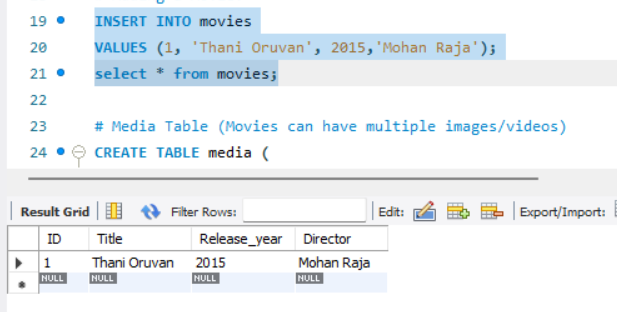 19 INSERT INTO movies
20 VALUES (1, 'Thani Oruvan', 2015,'Mohan Raja');
21 select * from movies;
22
23 # Media Table (Movies can have multiple images/videos)
24 CREATE TABLE media (
Result Grid Filter Rows: Edit: Export/Import:
ID Title Release_year Director
1 Thani Oruvan 2015 Mohan Raja
NULL NULL NULL NULL